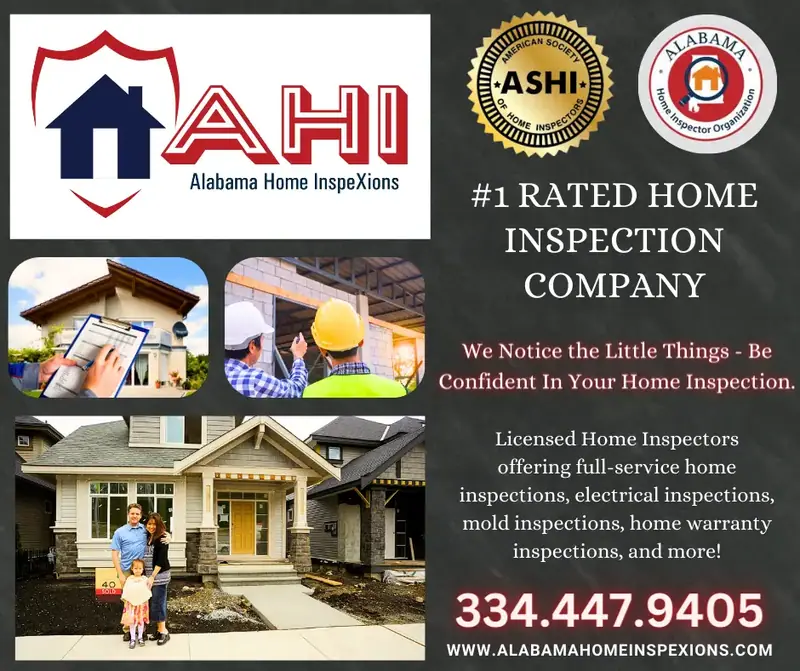 AHI
Alabama Home InspeXions
AMERICAN SOCIETY
ASHI
OF HOME INSPECTORS
ALABAMA
Home Inspector Organization
#1 RATED HOME
INSPECTION
COMPANY
We Notice the Little Things - Be
Confident In Your Home Inspection.
Licensed Home Inspectors
offering full-service home
inspections, electrical inspections,
mold inspections, home warranty
inspections, and more!
40
SOLD
334.447.9405
WWW.ALABAMAHOMEINSPEXIONS.COM